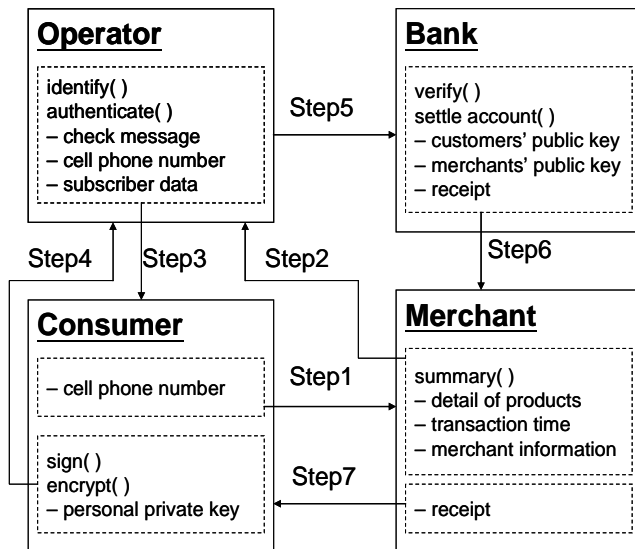 Operator
identify( )
authenticate( )
– check message
– cell phone number
– subscriber data
Step5
Bank
verify( )
settle account( )
– customers’ public key
– merchants’ public key
– receipt
Step4
Step3
Step2
Step6
Consumer
– cell phone number
sign( )
encrypt( )
– personal private key
Step1
Step7
Merchant
summary( )
– detail of products
– transaction time
– merchant information
– receipt